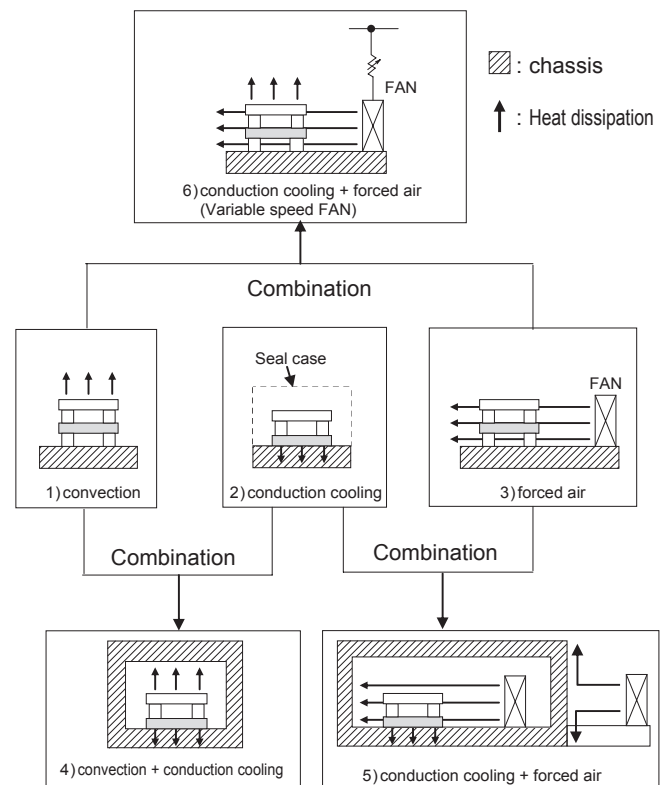 FAN
6) conduction cooling + forced air
(Variable speed FAN)
: chassis
: Heat dissipation
Combination
1) convection
Seal case
2) conduction cooling
FAN
3) forced air
Combination
Combination
4) convection + conduction cooling
5) conduction cooling + forced air